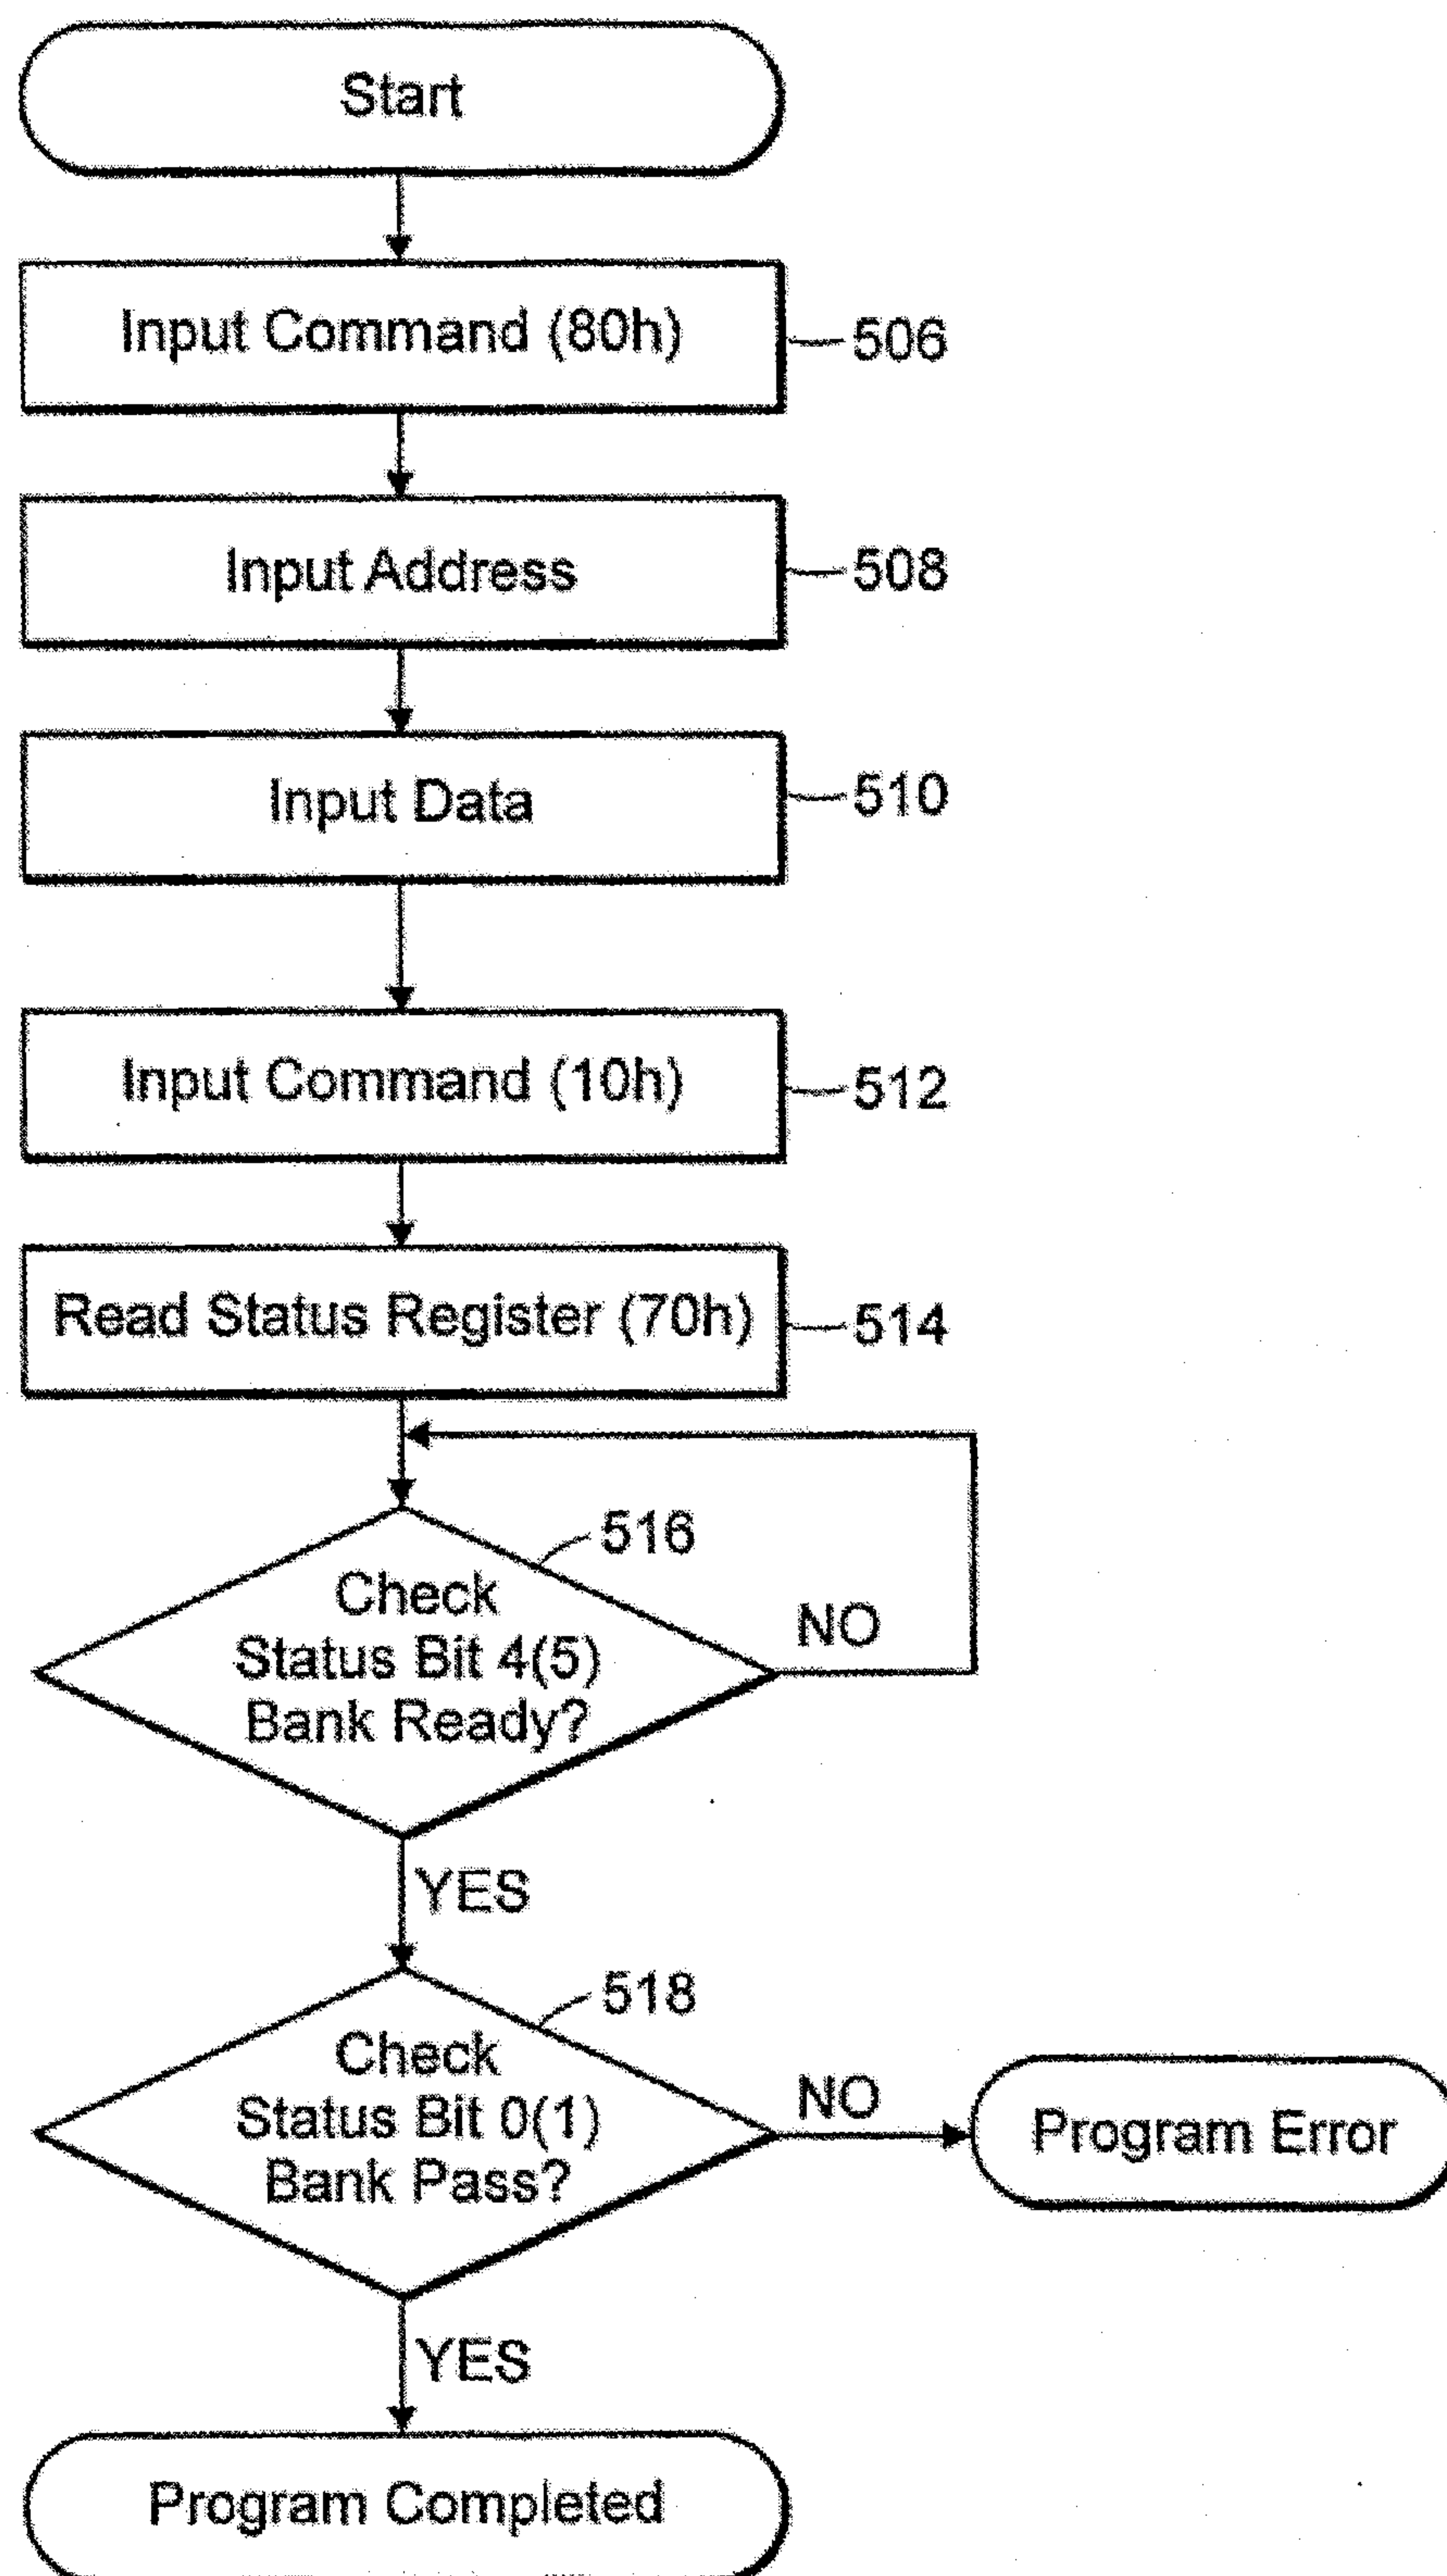 Start
Input Command (80h)
506
Input Address
508
Input Data
510
Input Command (10h)
512
Read Status Register (70h)
514
516
Check
Status Bit 4(5)
Bank Ready?
NO
YES
518
Check
Status Bit 0(1)
Bank Pass?
NO
Program Error
YES
Program Completed